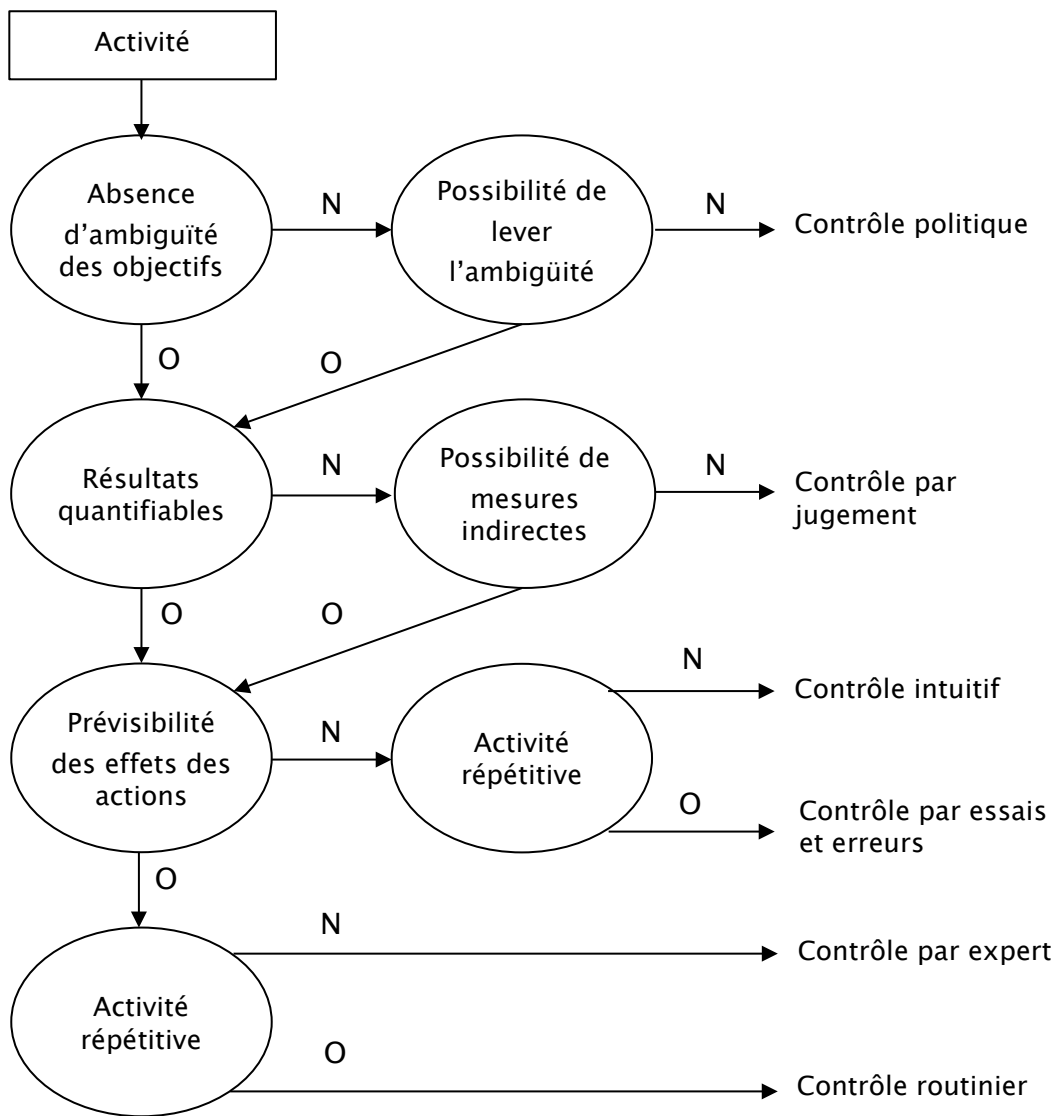 Activité
Absence
d'ambiguïté
des objectifs
N
Possibilité de
lever
l'ambigüité
N
Contrôle politique
O
O
Résultats
quantifiables
N
Possibilité de
mesures
indirectes
N
Contrôle par
jugement
O
O
Prévisibilité
des effets des
actions
N
Activité
répétitive
N
Contrôle intuitif
O
Contrôle par essais
et erreurs
O
Activité
répétitive
N
Contrôle par expert
O
Contrôle routinier